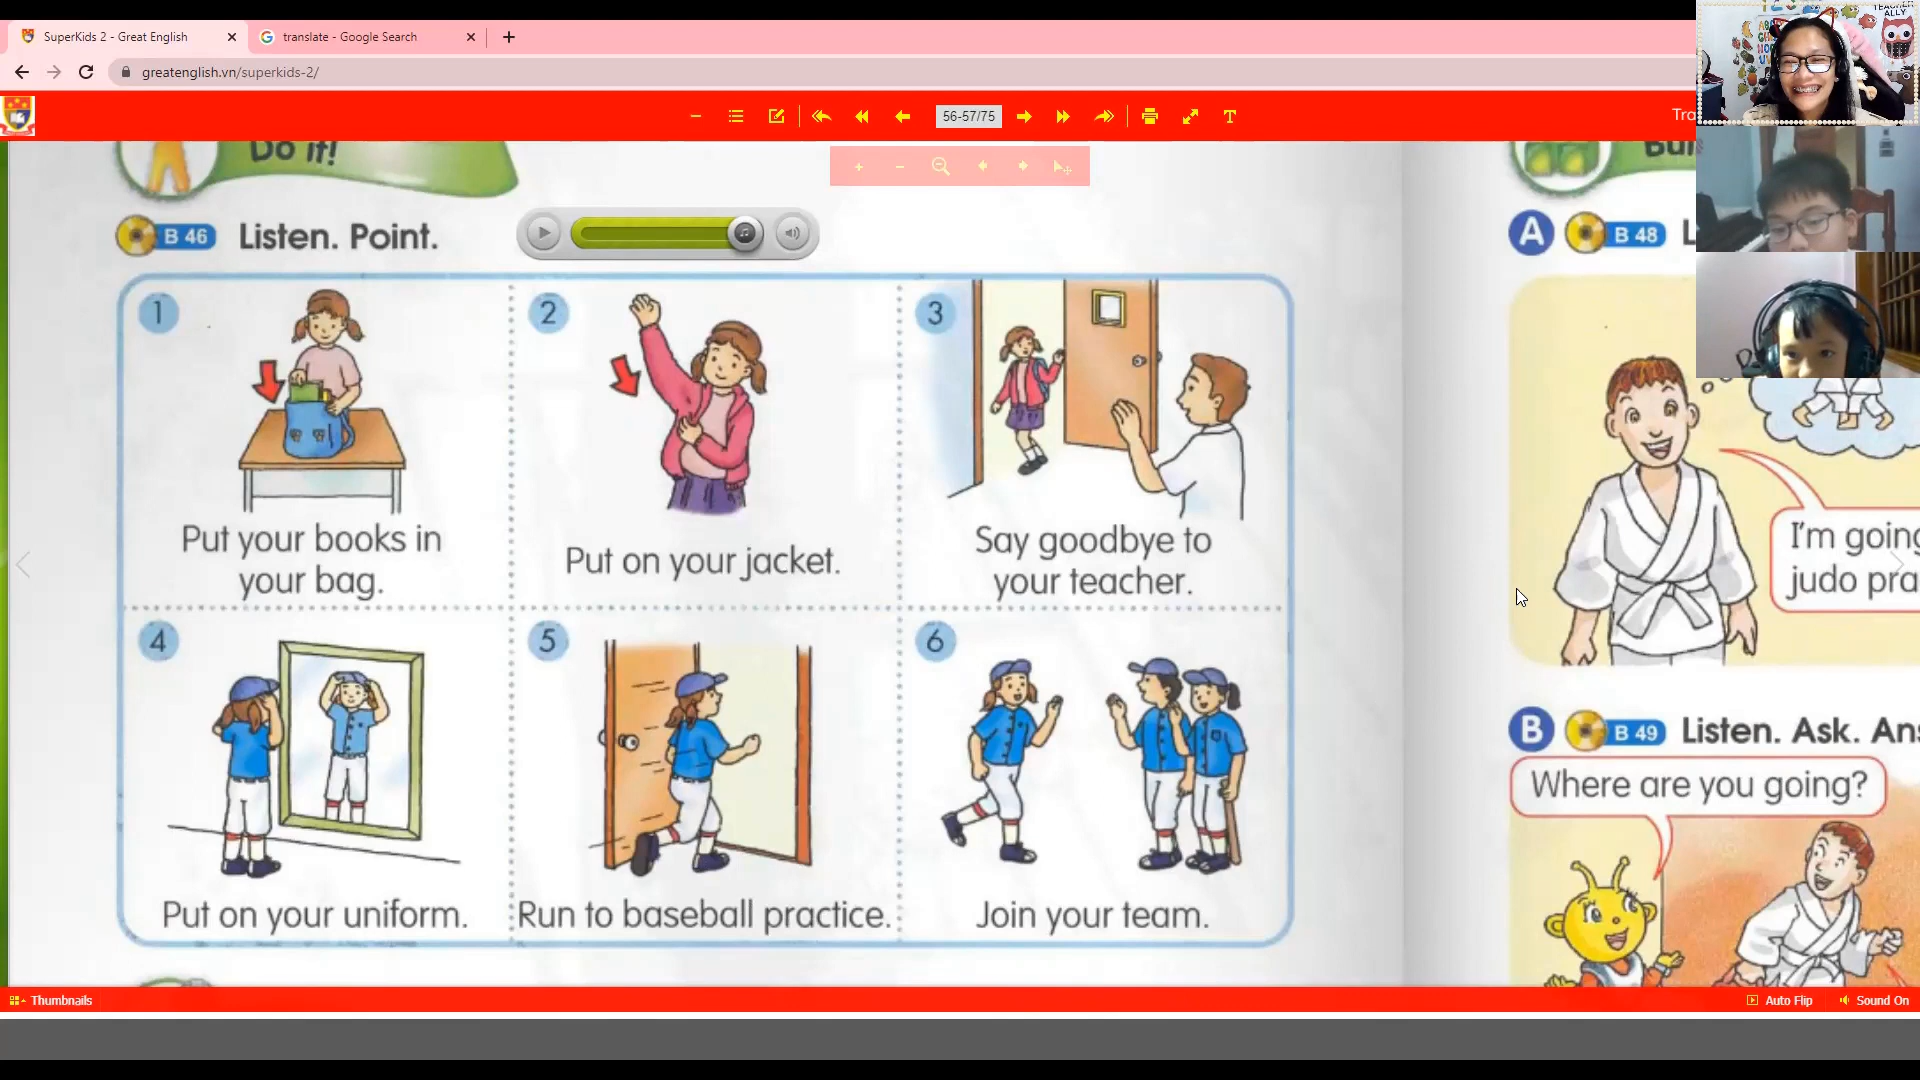 SuperKids 2 - Great English
translate - Google Search
greatenglish.vn/superkids-2/
TEACHER
ALLY
56-57/75
Do it!
B 46 Listen. Point.
1
Put your books in
your bag.
2
Put on your jacket.
3
Say goodbye to
your teacher.
4
Put on your uniform.
5
Run to baseball practice.
6
Join your team.
A B 48
I'm going
judo
B B 49 Listen. Ask.
Where are you going?
Thumbnails
Auto Flip
Sound On